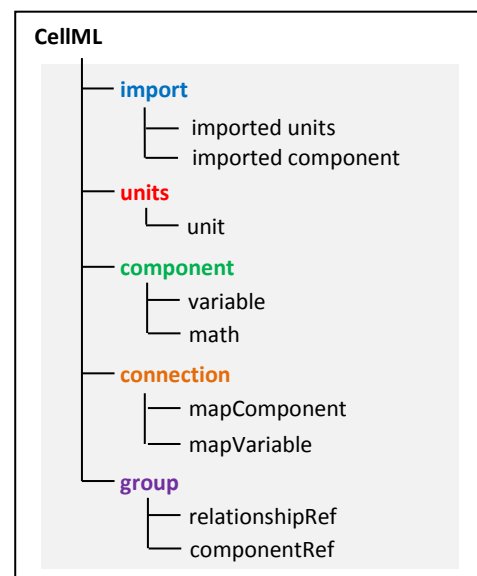 CellML
import
imported units
imported component
units
unit
component
variable
math
connection
mapComponent
mapVariable
group
relationshipRef
componentRef